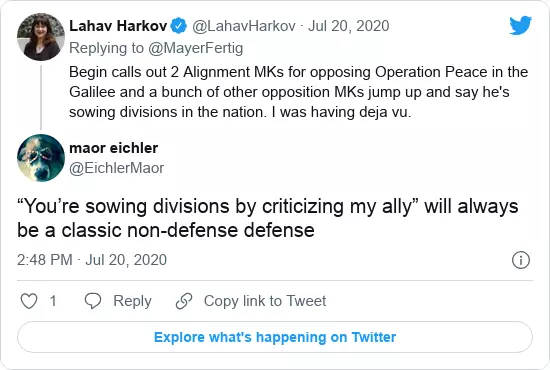 Lahav Harkov @LahavHarkov · Jul 20, 2020
Replying to @MayerFertig
Begin calls out 2 Alignment MKs for opposing Operation Peace in the
Galilee and a bunch of other opposition MKs jump up and say he's
sowing divisions in the nation. I was having deja vu.
maor eichler
@EichlerMaor
“You’re sowing divisions by criticizing my ally” will always
be a classic non-defense defense
2:48 PM · Jul 20, 2020
1 Reply Copy link to Tweet
Explore what's happening on Twitter